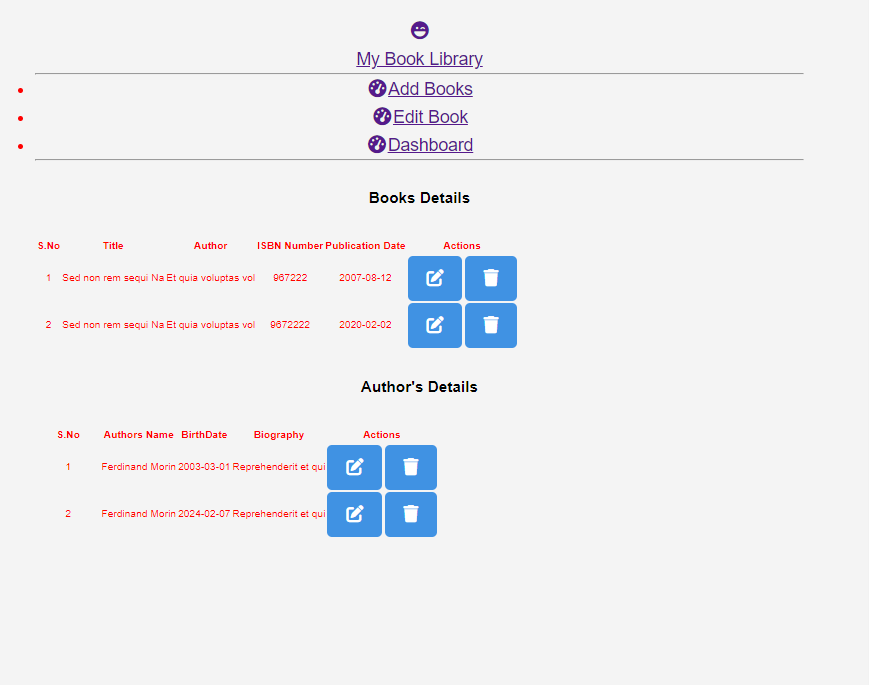 My Book Library
Add Books
Edit Book
Dashboard
Books Details
S.No Title Author ISBN Number Publication Date Actions
1 Sed non rem sequi Na Et quia voluptas vol 967222 2007-08-12
2 Sed non rem sequi Na Et quia voluptas vol 9672222 2020-02-02
Author's Details
S.No Authors Name BirthDate Biography Actions
1 Ferdinand Morin 2003-03-01 Reprehenderit et qui
2 Ferdinand Morin 2024-02-07 Reprehenderit et qui